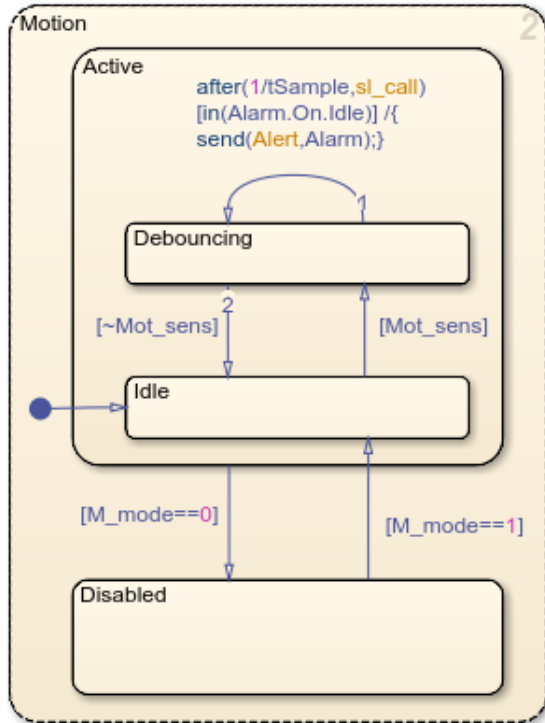 Motion
2
Active
after(1/tSample,sl_call)
[in(Alarm.On.Idle)] /{
send(Alert,Alarm);}
1
Debouncing
2
[~Mot_sens]
[Mot_sens]
Idle
[M_mode==0]
[M_mode==1]
Disabled